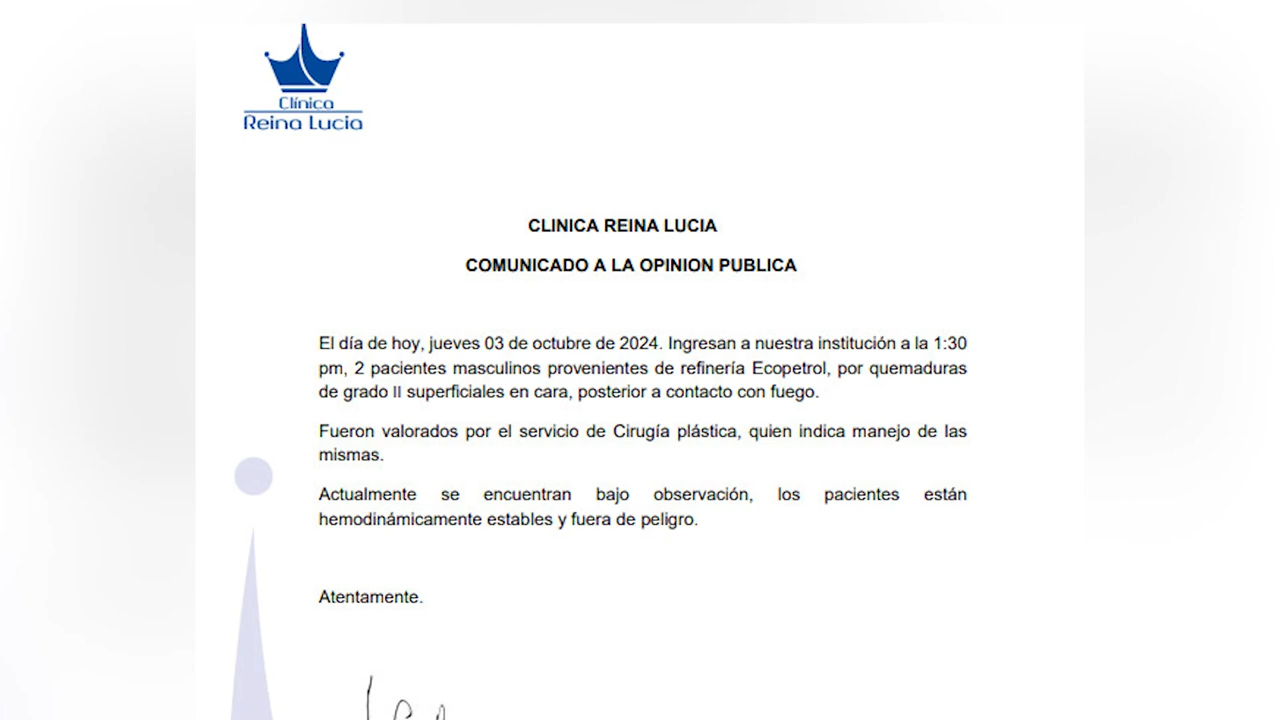 Clínica
Reina Lucia
CLINICA REINA LUCIA
COMUNICADO A LA OPINION PUBLICA
El día de hoy, jueves 03 de octubre de 2024. Ingresan a nuestra institución a la 1:30
pm, 2 pacientes masculinos provenientes de refinería Ecopetrol, por quemaduras
de grado II superficiales en cara, posterior a contacto con fuego.
Fueron valorados por el servicio de Cirugía plástica, quien indica manejo de las
mismas.
Actualmente se encuentran bajo observación, los pacientes están
hemodinámicamente estables y fuera de peligro.
Atentamente.